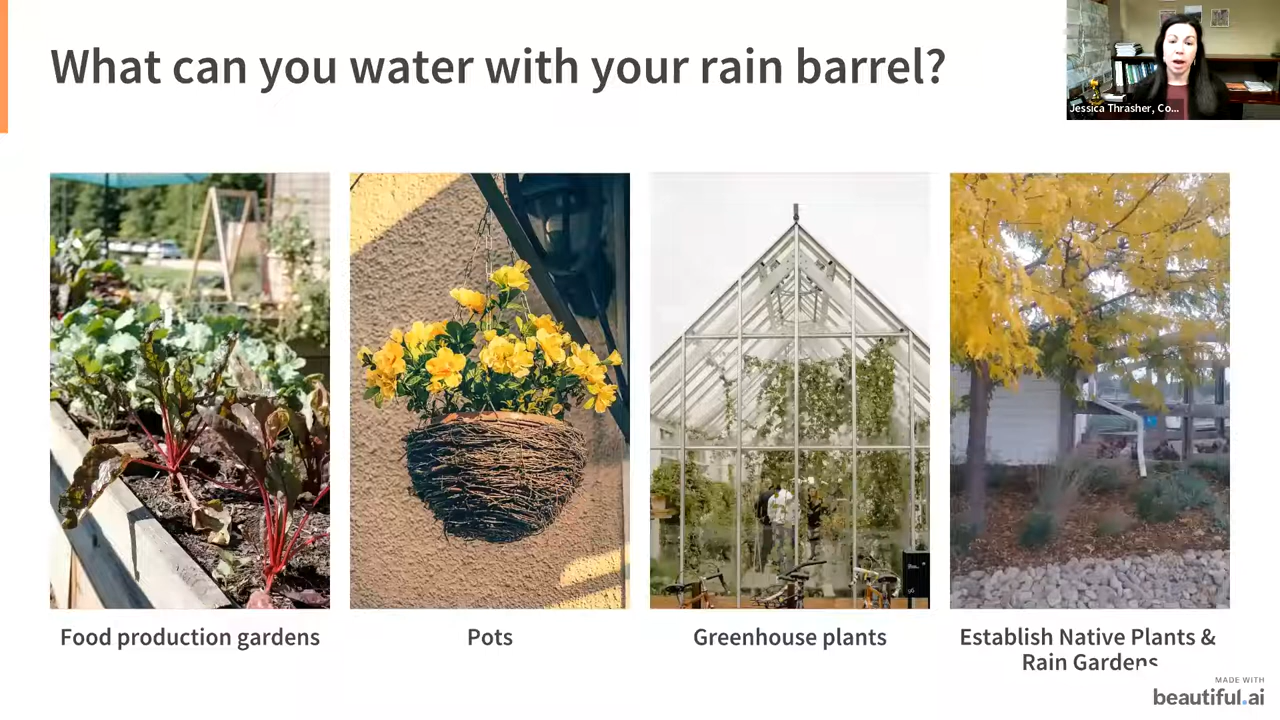 What can you water with your rain barrel?
Jessica Thrasher, Co...
Food production gardens
Pots
Greenhouse plants
Establish Native Plants &
Rain Gardens
MADE WITH
beautiful.ai